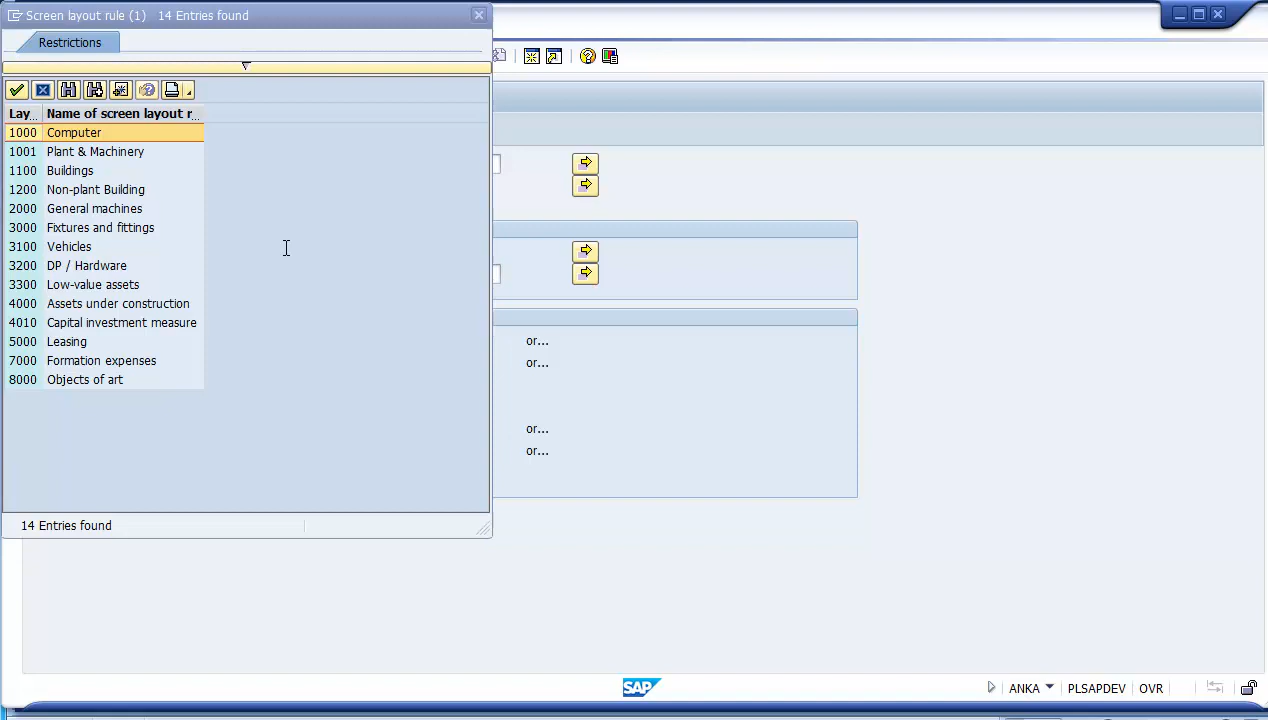 Screen layout rule (1) 14 Entries found
Restrictions
Lay... Name of screen layout r...
1000 Computer
1001 Plant & Machinery
1100 Buildings
1200 Non-plant Building
2000 General machines
3000 Fixtures and fittings
3100 Vehicles
3200 DP / Hardware
3300 Low-value assets
4000 Assets under construction
4010 Capital investment measure
5000 Leasing
7000 Formation expenses
8000 Objects of art
14 Entries found
or...
or...
or...
or...
SAP
ANKA PLSAPDEV OVR